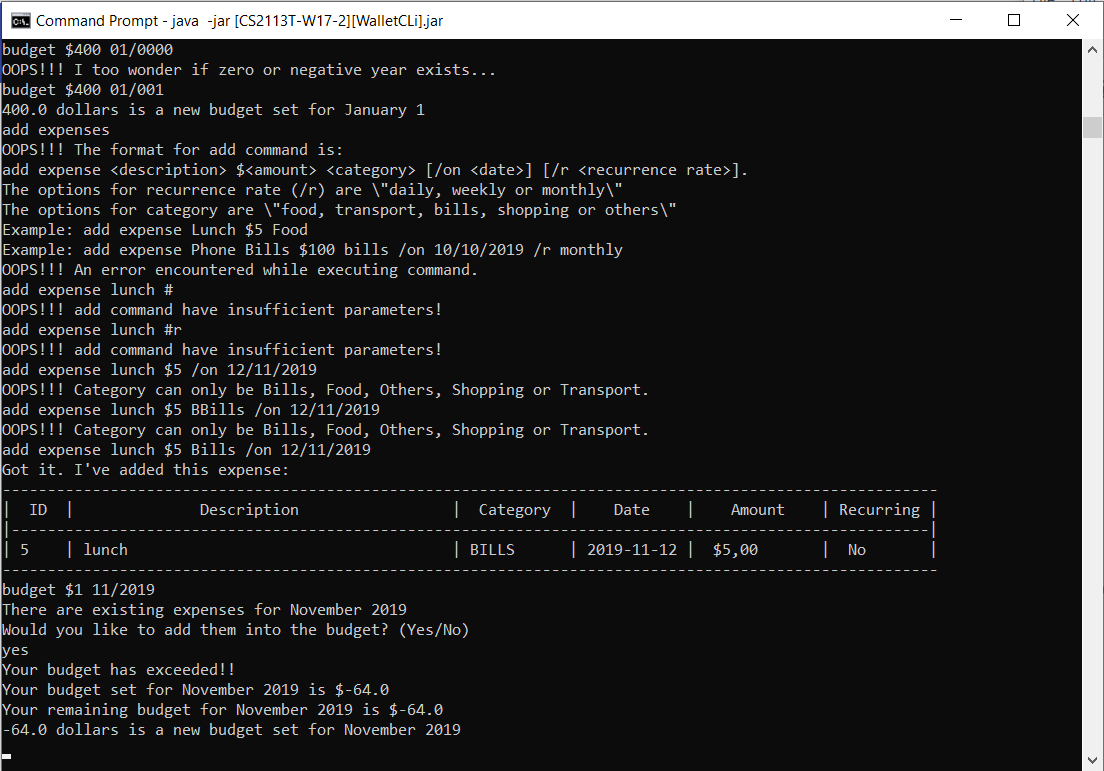 Command Prompt - java  -jar [CS2113T-W17-2][WalletCLi].jar
budget $400 01/0000
OOPS!!! I too wonder if zero or negative year exists...
budget $400 01/001
400.0 dollars is a new budget set for January 1
add expenses
OOPS!!! The format for add command is:
add expense <description> $<amount> <category> [/on <date>] [/r <recurrence rate>].
The options for recurrence rate (/r) are \"daily, weekly or monthly\"
The options for category are \"food, transport, bills, shopping or others\"
Example: add expense Lunch $5 Food
Example: add expense Phone Bills $100 bills /on 10/10/2019 /r monthly
OOPS!!! An error encountered while executing command.
add expense lunch #
OOPS!!! add command have insufficient parameters!
add expense lunch #r
OOPS!!! add command have insufficient parameters!
add expense lunch $5 /on 12/11/2019
OOPS!!! Category can only be Bills, Food, Others, Shopping or Transport.
add expense lunch $5 BBills /on 12/11/2019
OOPS!!! Category can only be Bills, Food, Others, Shopping or Transport.
add expense lunch $5 Bills /on 12/11/2019
Got it. I've added this expense:
--------------------------------------------------------------------------------------------------------
|  ID  |              Description                 |  Category  |    Date    |    Amount    | Recurring |
|------------------------------------------------------------------------------------------------------|
| 5    | lunch                                    | BILLS      | 2019-11-12 |  $5,00       |  No       |
--------------------------------------------------------------------------------------------------------
budget $1 11/2019
There are existing expenses for November 2019
Would you like to add them into the budget? (Yes/No)
yes
Your budget has exceeded!!
Your budget set for November 2019 is $-64.0
Your remaining budget for November 2019 is $-64.0
-64.0 dollars is a new budget set for November 2019